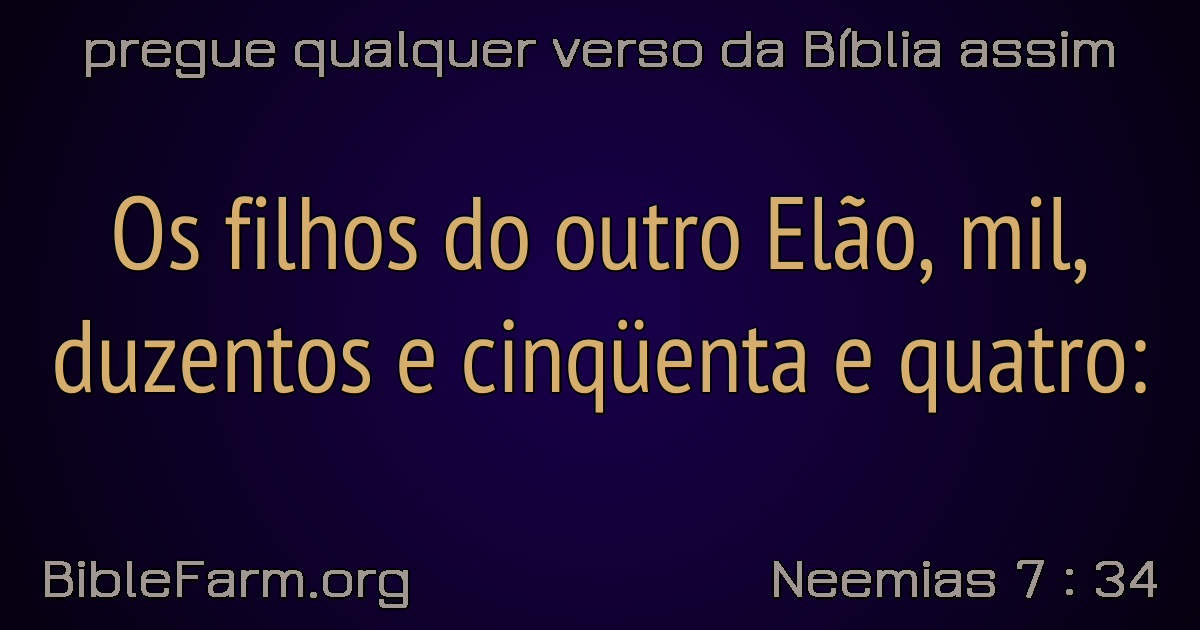 pregue qualquer verso da Bíblia assim
Os filhos do outro Elão, mil,
duzentos e cinqüenta e quatro:
BibleFarm.org
Neemias 7 : 34